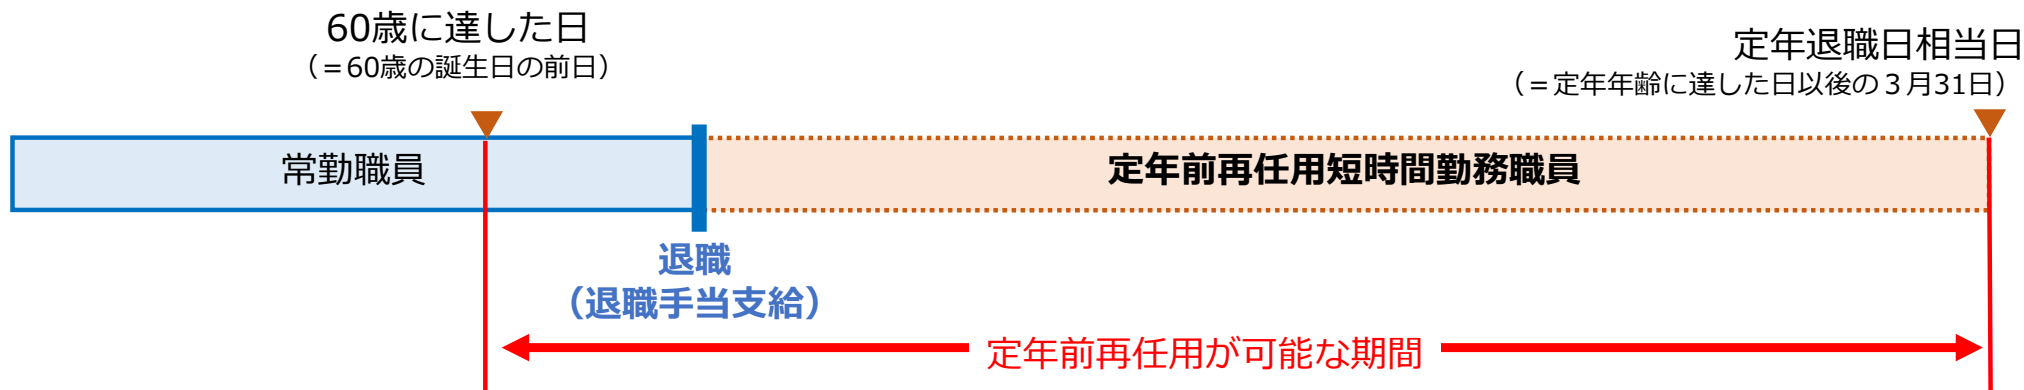 60歳に達した日
（＝60歳の誕生日の前日）
定年退職日相当日
（＝定年年齢に達した日以後の３月31日）
常勤職員
定年前再任用短時間勤務職員
退職
（退職手当支給）
定年前再任用が可能な期間